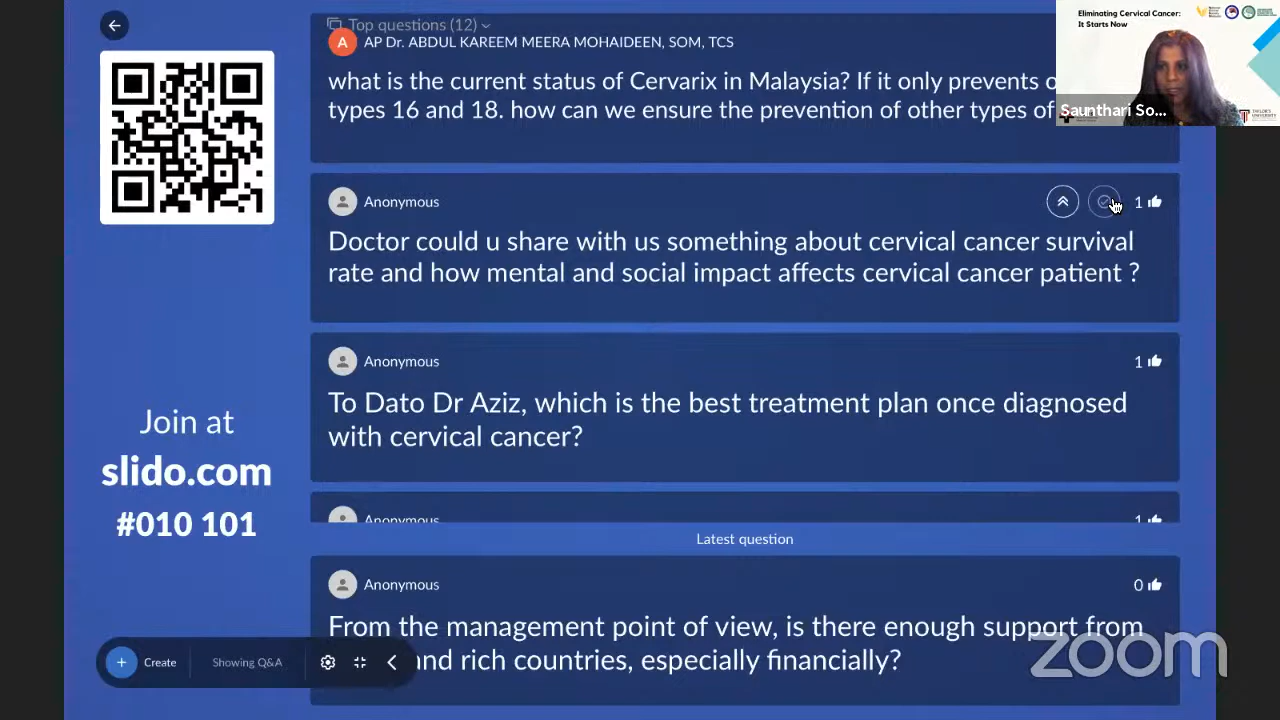 Top questions (12)
A
AP Dr. ABDUL KAREEM MEERA MOHAIDEEN, SOM, TCS
what is the current status of Cervarix in Malaysia? If it only prevents
types 16 and 18. how can we ensure the prevention of other types of
Eliminating Cervical Cancer:
It Starts Now
Saunthari So...
Anonymous
1
Doctor could u share with us something about cervical cancer survival
rate and how mental and social impact affects cervical cancer patient ?
Anonymous
1
To Dato Dr Aziz, which is the best treatment plan once diagnosed
with cervical cancer?
Anonymous
1
Latest question
Anonymous
0
From the management point of view, is there enough support from
and rich countries, especially financially?
Join at
slido.com
#010 101
Create
Showing Q&A
zoom